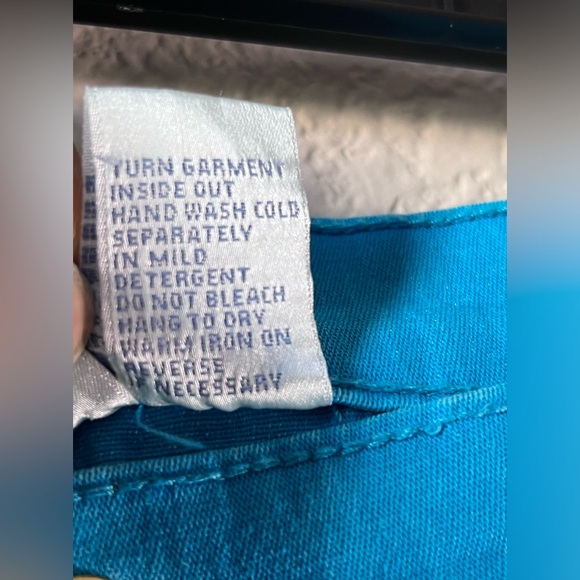 TURN GARMENT
INSIDE OUT
HAND WASH COLD
SEPARATELY
IN MILD
DETERGENT
DO NOT BLEACH
HANG TO DRY
WARM IRON ON
REVERSE
IF NECESSARY